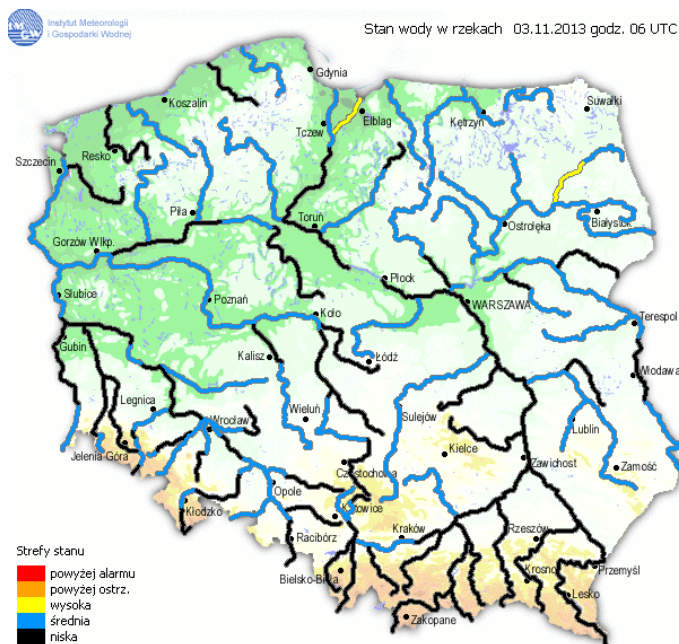 Instytut Meteorologii
i Gospodarki Wodnej
Stan wody w rzekach 03.11.2013 godz. 06 UTC
Gdynia
Koszalin
Suwałki
Elbląg
Tczew
Kętrzyn
Resko
Szczecin
Piła
Toruń
Ostrołęka
Białystok
Gorzów Wlkp.
Płock
Słubice
Poznań
Koło
WARSZAWA
Terespol
Gubin
Kalisz
Łódź
Włodawa
Legnica
Wieluń
Sulejów
Lublin
Wrocław
Jelenia Góra
Kielce
Częstochowa
Zawichost
Zamość
Opole
Kłodzko
Katowice
Racibórz
Kraków
Rzeszów
Bielsko-Biała
Krosno
Przemyśl
Lesko
Zakopane
Strefy stanu
powyżej alarmu
powyżej ostrz.
wysoka
średnia
niska